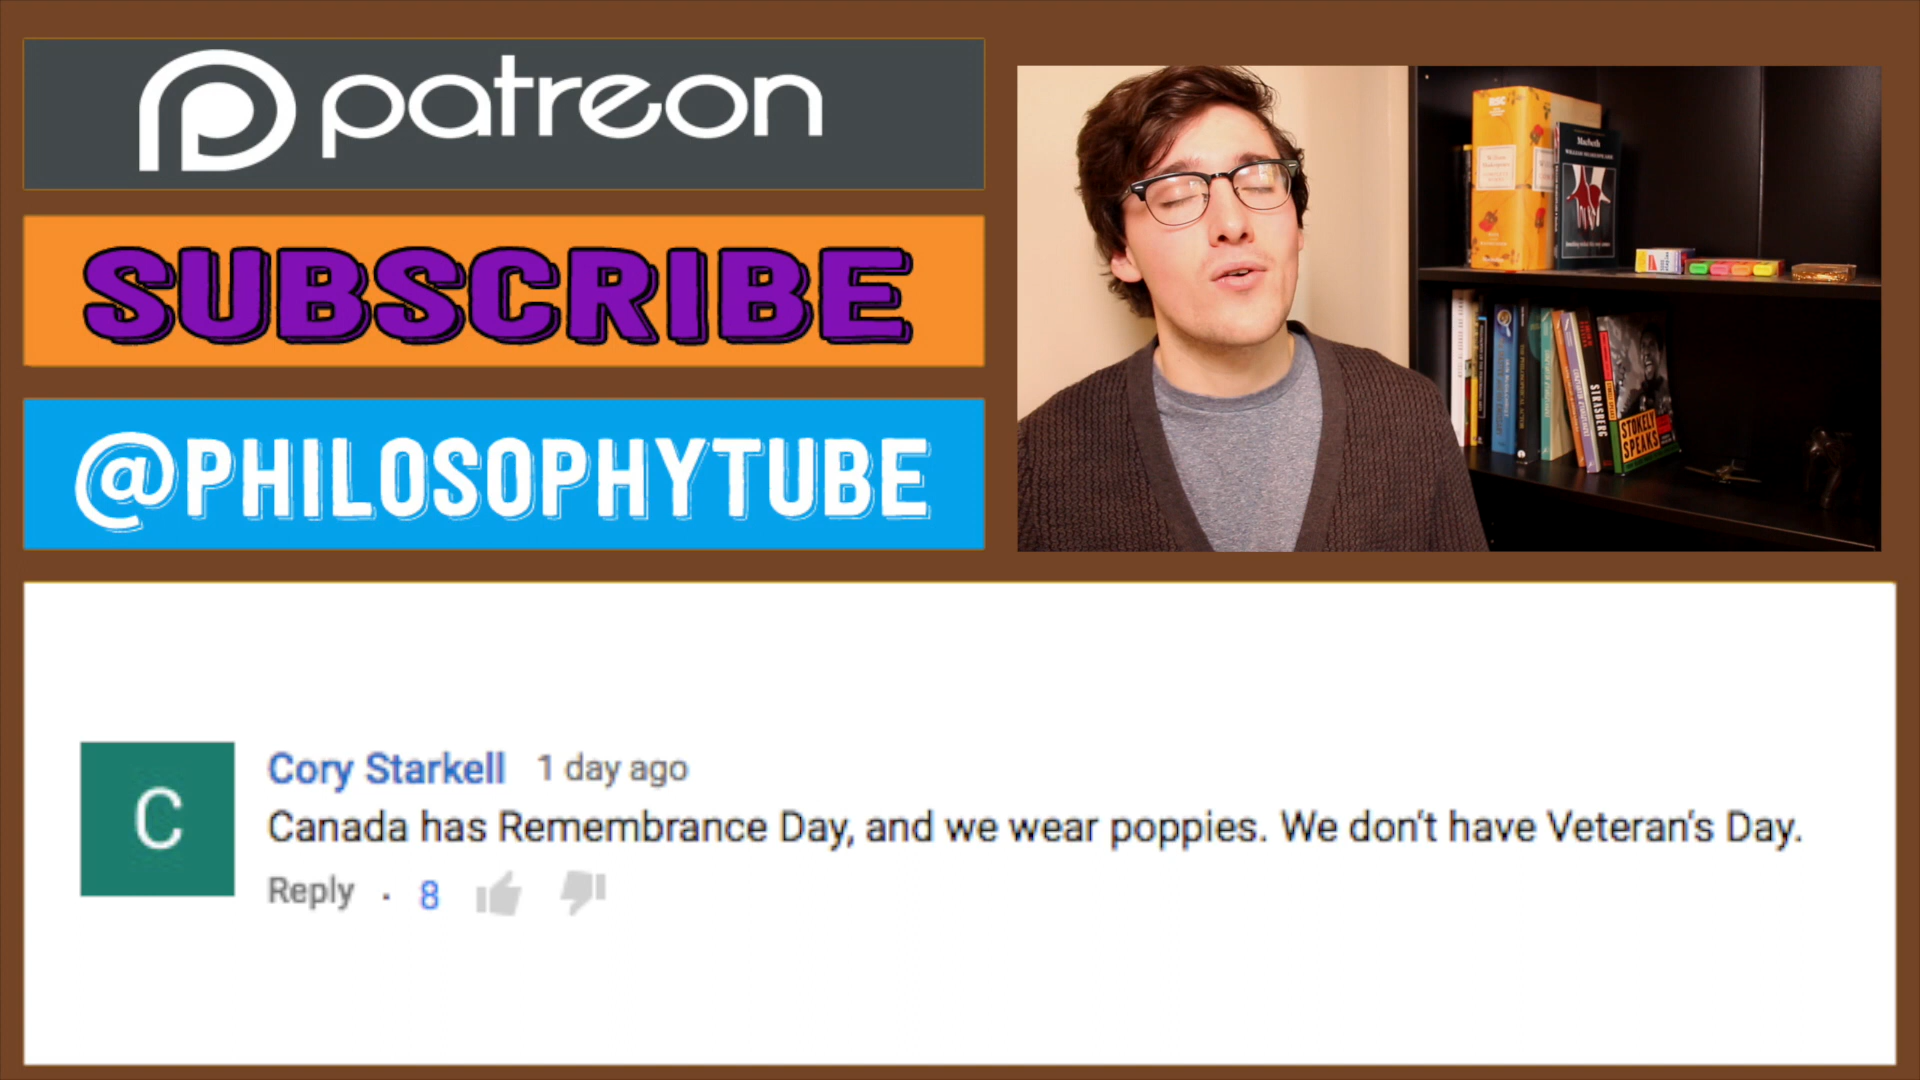 patreon
SUBSCRIBE
@PHILOSOPHYTUBE
RSC
Macbeth
STRASBERG
STOKELY
SPEAKS
C
Cory Starkell 1 day ago
Canada has Remembrance Day, and we wear poppies. We don't have Veteran's Day.
Reply · 8